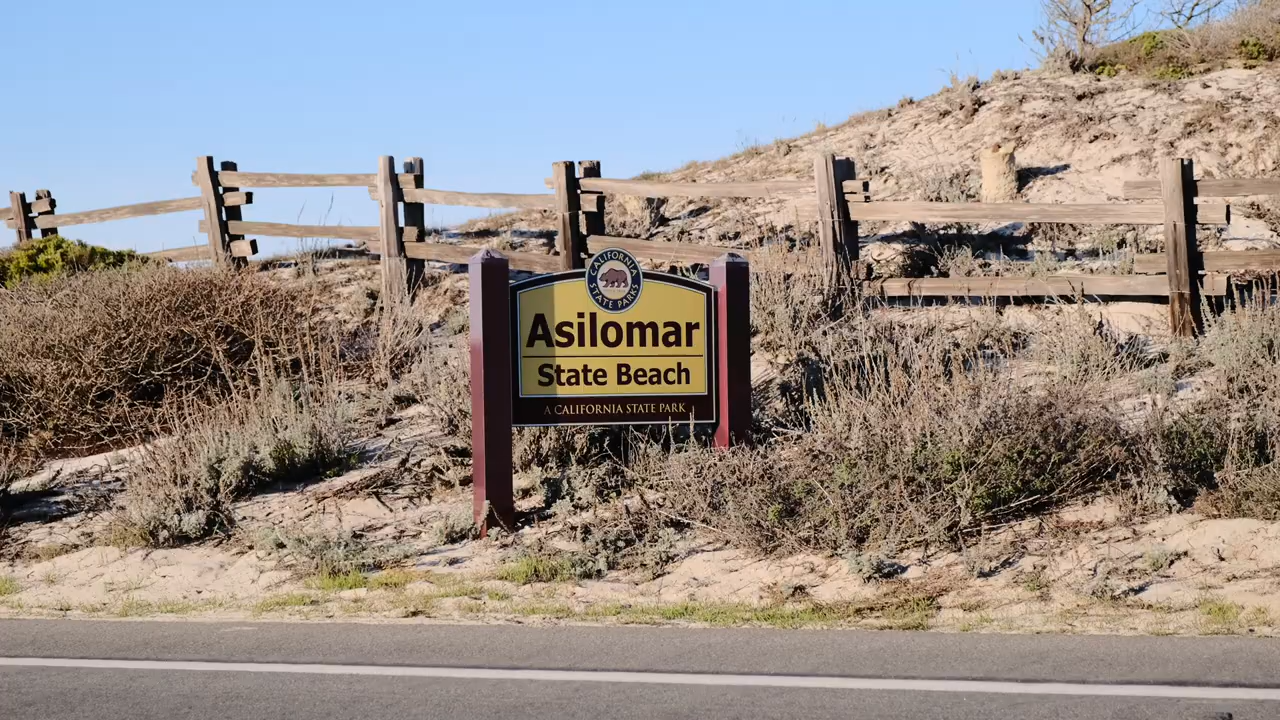 CALIFORNIA
STATE PARKS
Asilomar
State Beach
A CALIFORNIA STATE PARK